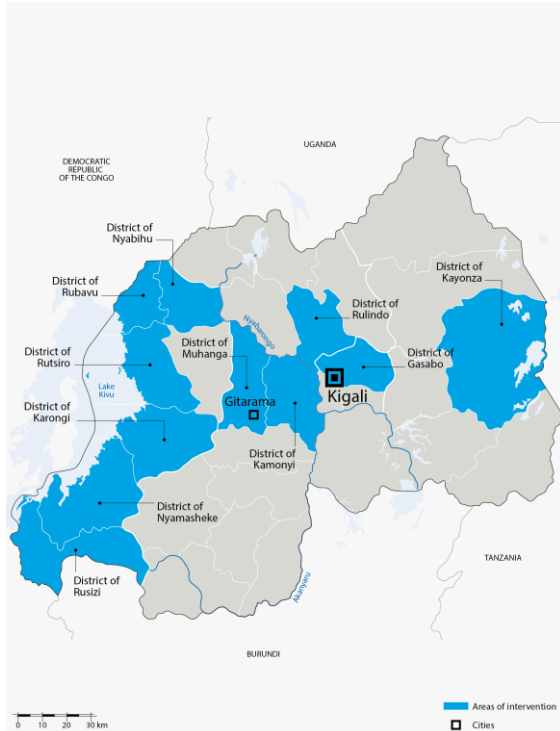 UGANDA
DEMOCRATIC
REPUBLIC
OF THE CONGO
District of
Nyabihu
District of
Rubavu
District of
Kayonza
District of
Rulindo
Nyabarongo
District of
Muhanga
District of
Rutsiro
District of
Gasabo
Lake
Kivu
Gitarama
Kigali
District of
Karongi
District of
Kamonyi
District of
Nyamasheke
District of
Rusizi
Akanyaru
TANZANIA
BURUNDI
Areas of intervention
Cities
0 10 20 30 km